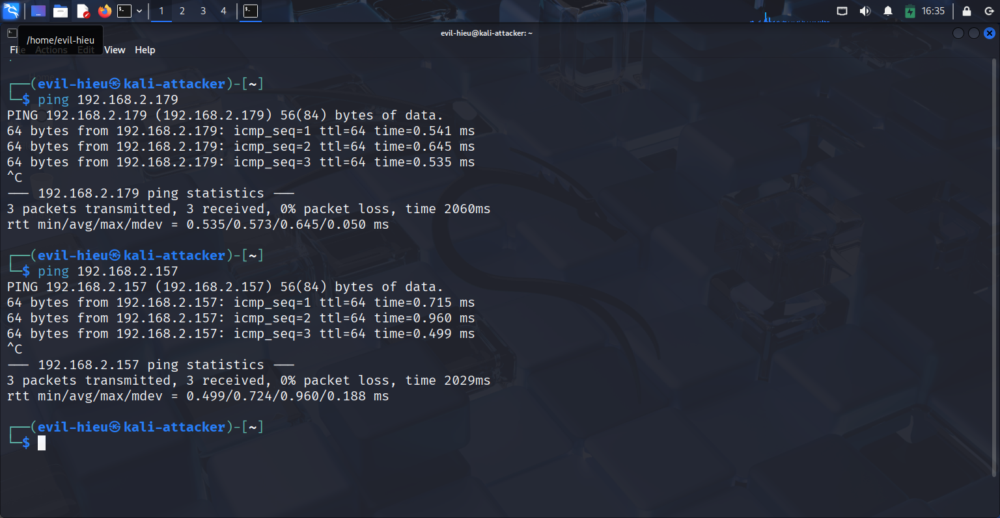 1 2 3 4 16:35
evil-hieu@kali-attacker: ~
/home/evil-hieu
File Actions Edit View Help
┌──(evil-hieu㉿kali-attacker)-[~]
└─$ ping 192.168.2.179
PING 192.168.2.179 (192.168.2.179) 56(84) bytes of data.
64 bytes from 192.168.2.179: icmp_seq=1 ttl=64 time=0.541 ms
64 bytes from 192.168.2.179: icmp_seq=2 ttl=64 time=0.645 ms
64 bytes from 192.168.2.179: icmp_seq=3 ttl=64 time=0.535 ms
^C
--- 192.168.2.179 ping statistics ---
3 packets transmitted, 3 received, 0% packet loss, time 2060ms
rtt min/avg/max/mdev = 0.535/0.573/0.645/0.050 ms
┌──(evil-hieu㉿kali-attacker)-[~]
└─$ ping 192.168.2.157
PING 192.168.2.157 (192.168.2.157) 56(84) bytes of data.
64 bytes from 192.168.2.157: icmp_seq=1 ttl=64 time=0.715 ms
64 bytes from 192.168.2.157: icmp_seq=2 ttl=64 time=0.960 ms
64 bytes from 192.168.2.157: icmp_seq=3 ttl=64 time=0.499 ms
^C
--- 192.168.2.157 ping statistics ---
3 packets transmitted, 3 received, 0% packet loss, time 2029ms
rtt min/avg/max/mdev = 0.499/0.724/0.960/0.188 ms
┌──(evil-hieu㉿kali-attacker)-[~]
└─$